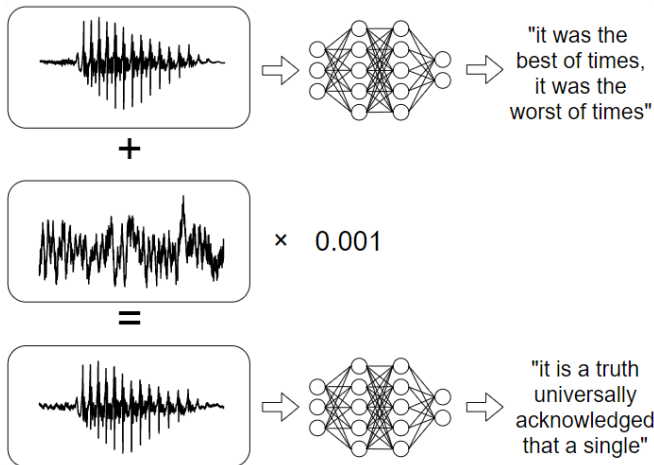 "it was the
best of times,
it was the
worst of times"
+
× 0.001
=
"it is a truth
universally
acknowledged
that a single"